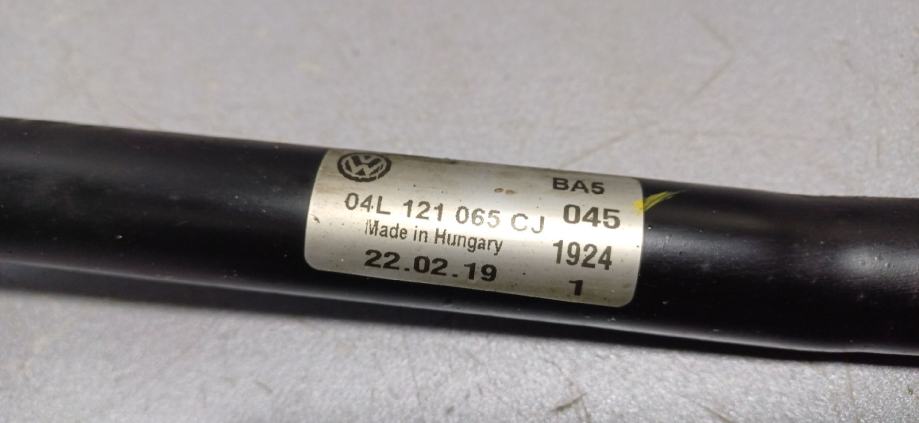 BA5
04L 121 065 CJ 045
Made in Hungary 1924
22.02.19 1